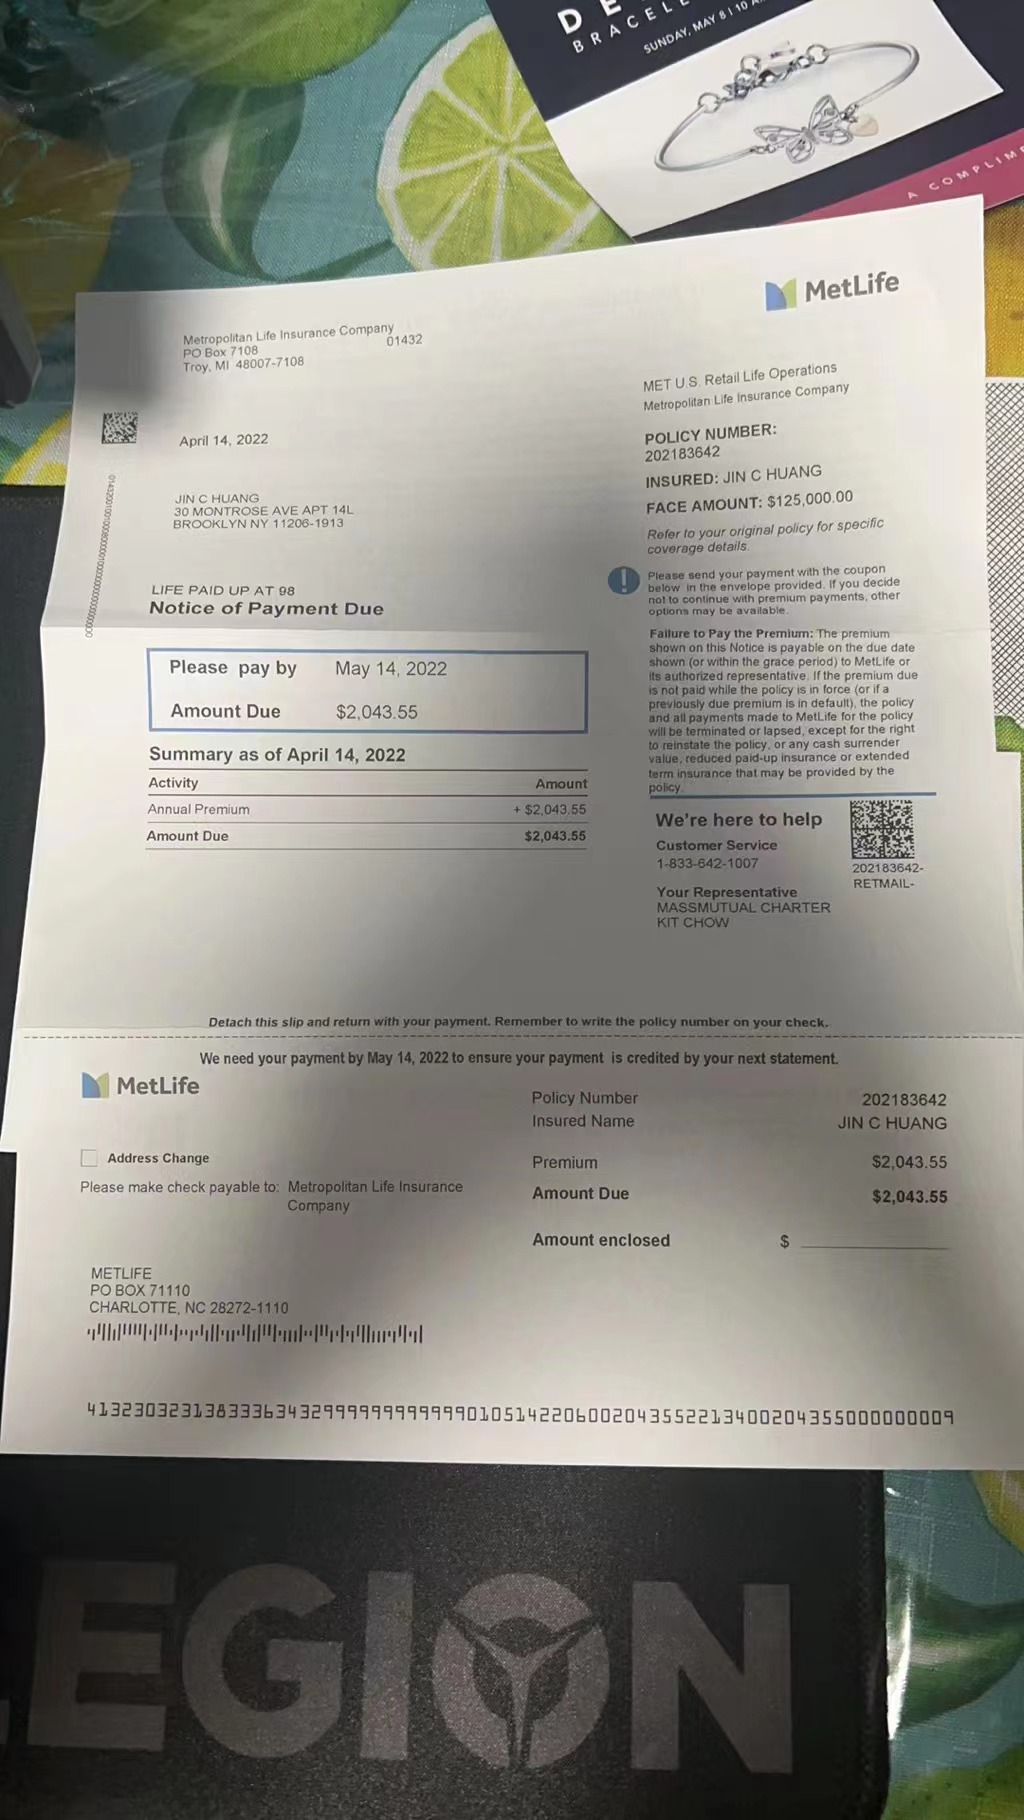 BRACEL
SUNDAY, MAY 8 | 10
A COMPLIM
MetLife
Metropolitan Life Insurance Company
01432
PO Box 7108
Troy, MI 48007-7108
April 14, 2022
JIN C HUANG
30 MONTROSE AVE APT 14L
BROOKLYN NY 11206-1913
MET U.S. Retail Life Operations
Metropolitan Life Insurance Company
POLICY NUMBER:
202183642
INSURED: JIN C HUANG
FACE AMOUNT: $125,000.00
Refer to your original policy for specific
coverage details.
Please send your payment with the coupon
below in the envelope provided. If you decide
not to continue with premium payments, other
options may be available.
Failure to Pay the Premium: The premium
shown on this Notice is payable on the due date
shown (or within the grace period) to MetLife or
its authorized representative. If the premium due
is not paid while the policy is in force (or if a
previously due premium is in default), the policy
and all payments made to MetLife for the policy
will be terminated or lapsed, except for the right
to reinstate the policy, or any cash surrender
value, reduced paid-up insurance or extended
term insurance that may be provided by the
policy.
LIFE PAID UP AT 98
Notice of Payment Due
Please pay by May 14, 2022
Amount Due $2,043.55
Summary as of April 14, 2022
Activity Amount
Annual Premium + $2,043.55
Amount Due $2,043.55
We're here to help
Customer Service
1-833-642-1007
202183642-
RETMAIL-
Your Representative
MASSMUTUAL CHARTER
KIT CHOW
Detach this slip and return with your payment. Remember to write the policy number on your check.
We need your payment by May 14, 2022 to ensure your payment is credited by your next statement.
MetLife
Policy Number 202183642
Insured Name JIN C HUANG
Address Change
Premium $2,043.55
Please make check payable to: Metropolitan Life Insurance
Company
Amount Due $2,043.55
Amount enclosed $
METLIFE
PO BOX 71110
CHARLOTTE, NC 28272-1110
LEGION